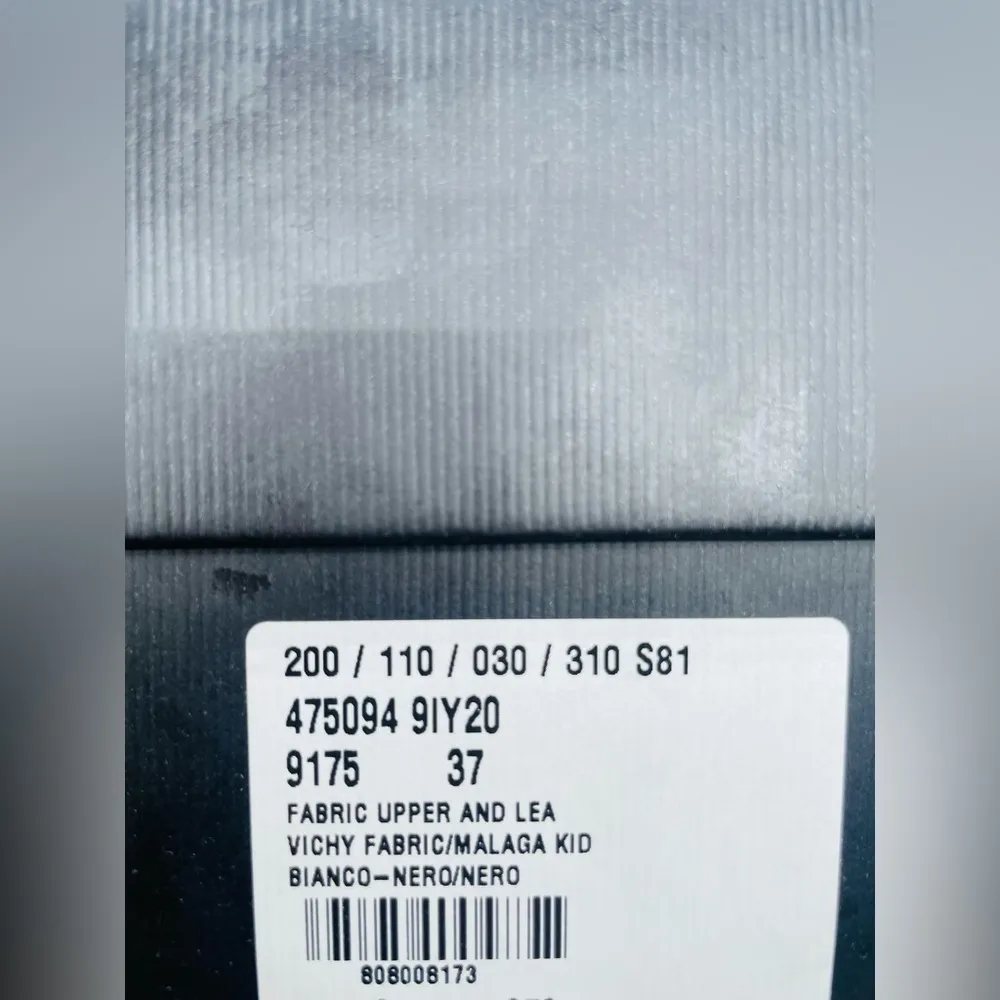 200 / 110 / 030 / 310 S81
475094 9IY20
9175 37
FABRIC UPPER AND LEA
VICHY FABRIC/MALAGA KID
BIANCO-NERO/NERO
808008173